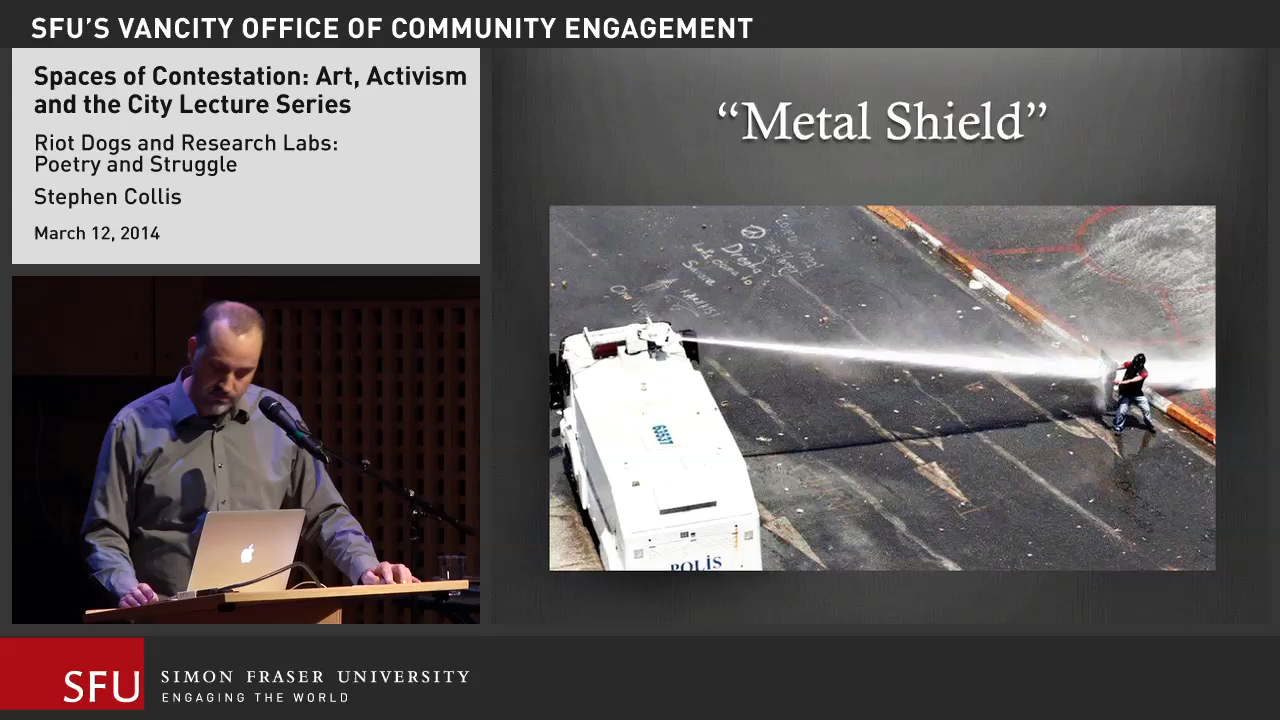 SFU'S VANCITY OFFICE OF COMMUNITY ENGAGEMENT
Spaces of Contestation: Art, Activism
and the City Lecture Series
Riot Dogs and Research Labs:
Poetry and Struggle
Stephen Collis
March 12, 2014
“Metal Shield”
63537
POLİS
SFU
SIMON FRASER UNIVERSITY
ENGAGING THE WORLD